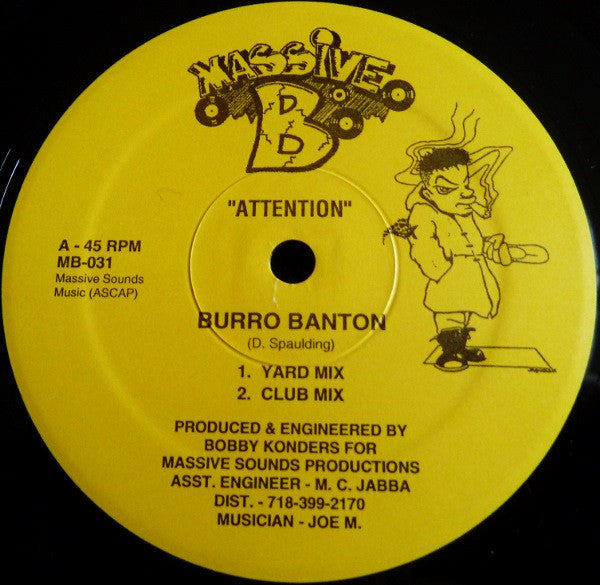 MASSIVE
B
D
D
"ATTENTION"
A - 45 RPM
MB-031
Massive Sounds
Music (ASCAP)
BURRO BANTON
(D. Spaulding)
1. YARD MIX
2. CLUB MIX
PRODUCED & ENGINEERED BY
BOBBY KONDERS FOR
MASSIVE SOUNDS PRODUCTIONS
ASST. ENGINEER - M. C. JABBA
DIST. - 718-399-2170
MUSICIAN - JOE M.